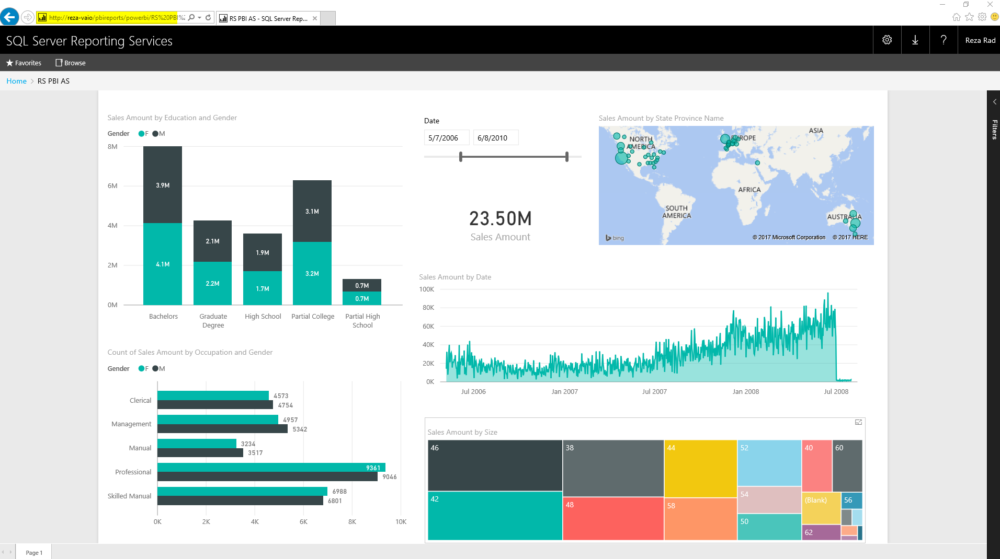 http://reza-vaio/pbireports/powerbi/RS%20PBI%2
RS PBI AS - SQL Server Rep...
SQL Server Reporting Services
Reza Rad
Favorites
Browse
Home > RS PBI AS
Filters
Sales Amount by Education and Gender
Gender F M
8M
6M
4M
2M
0M
3.9M
4.1M
2.1M
2.2M
1.9M
1.7M
3.1M
3.2M
0.7M
0.7M
Bachelors
Graduate
Degree
High School
Partial College
Partial High
School
Date
5/7/2006
6/8/2010
23.50M
Sales Amount
Sales Amount by State Province Name
NORTH
AMERICA
EUROPE
ASIA
AFRICA
SOUTH
AMERICA
AUSTRALIA
bing
© 2017 Microsoft Corporation © 2017 HERE
Sales Amount by Date
100K
80K
60K
40K
20K
0K
Jul 2006
Jan 2007
Jul 2007
Jan 2008
Jul 2008
Count of Sales Amount by Occupation and Gender
Gender F M
Clerical
4573
4754
Management
4957
5342
Manual
3234
3517
Professional
9361
9046
Skilled Manual
6988
6801
0K
2K
4K
6K
8K
10K
Sales Amount by Size
46
42
38
48
44
58
52
54
50
40
60
(Blank)
56
62
Page 1